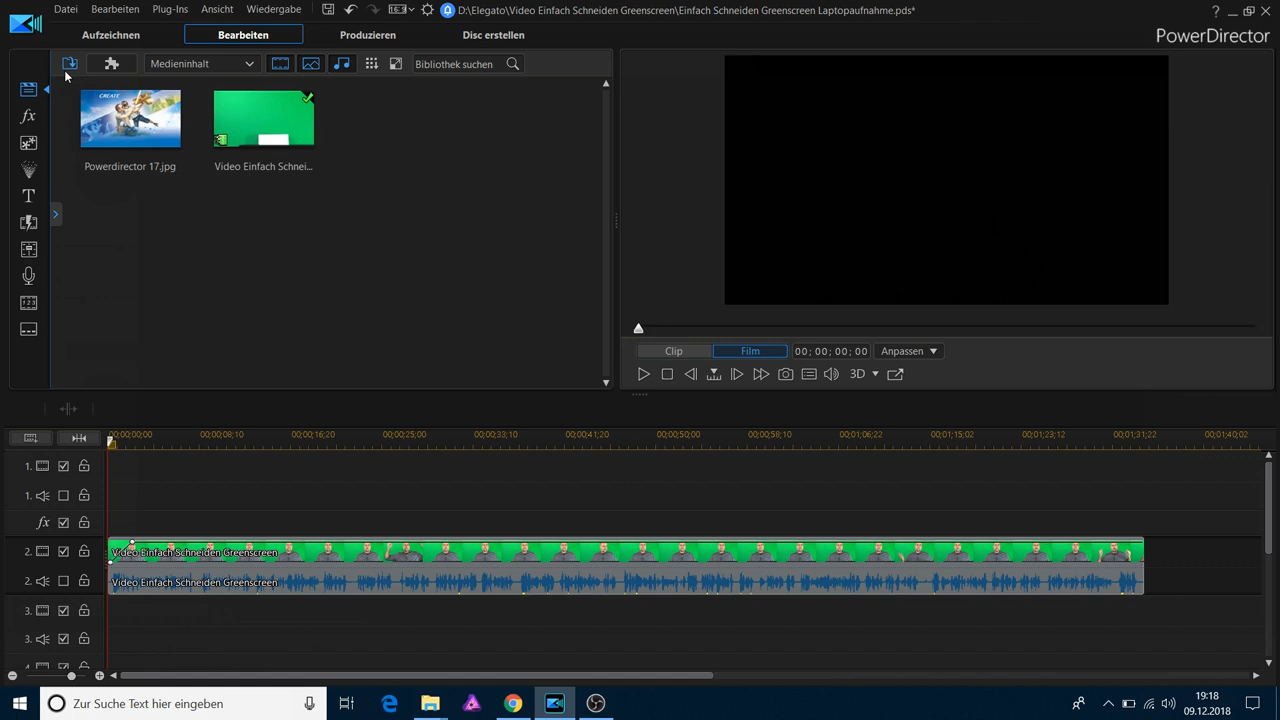 Datei Bearbeiten Plug-Ins Ansicht Wiedergabe D:\Elegato\Video Einfach Schneiden Greenscreen\Einfach Schneiden Greenscreen Laptopaufnahme.pds* ?
Aufzeichnen Bearbeiten Produzieren Disc erstellen PowerDirector
Medieninhalt Bibliothek suchen
CREATE
Powerdirector 17.jpg Video Einfach Schnei...
fx
T
Clip Film 00; 00; 00; 00 Anpassen
3D
00;00;00;00 00;00;08;10 00;00;16;20 00;00;25;00 00;00;33;10 00;00;41;20 00;00;50;00 00;00;58;10 00;01;06;22 00;01;15;02 00;01;23;12 00;01;31;22 00;01;40;02
1.
1.
fx
2. Video Einfach Schneiden Greenscreen
2. Video Einfach Schneiden Greenscreen
3.
3.
4.
Zur Suche Text hier eingeben 19:18
09.12.2018